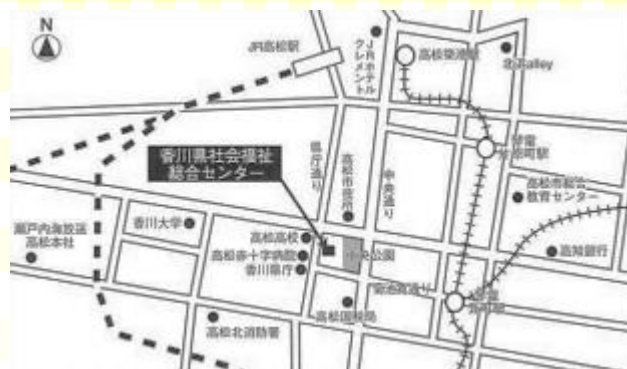 N
JR高松駅
JRホテル
クレメント
高松築港駅
北浜alley
香川県社会福祉
総合センター
県庁通り
高松市役所
中央通り
片原町駅
高松市総合
教育センター
瀬戸内海放送
高松本社
香川大学
高松高校
高松赤十字病院
香川県庁
中央公園
菊池寛通り
高知銀行
瓦町駅
高松国税局
高松北消防署